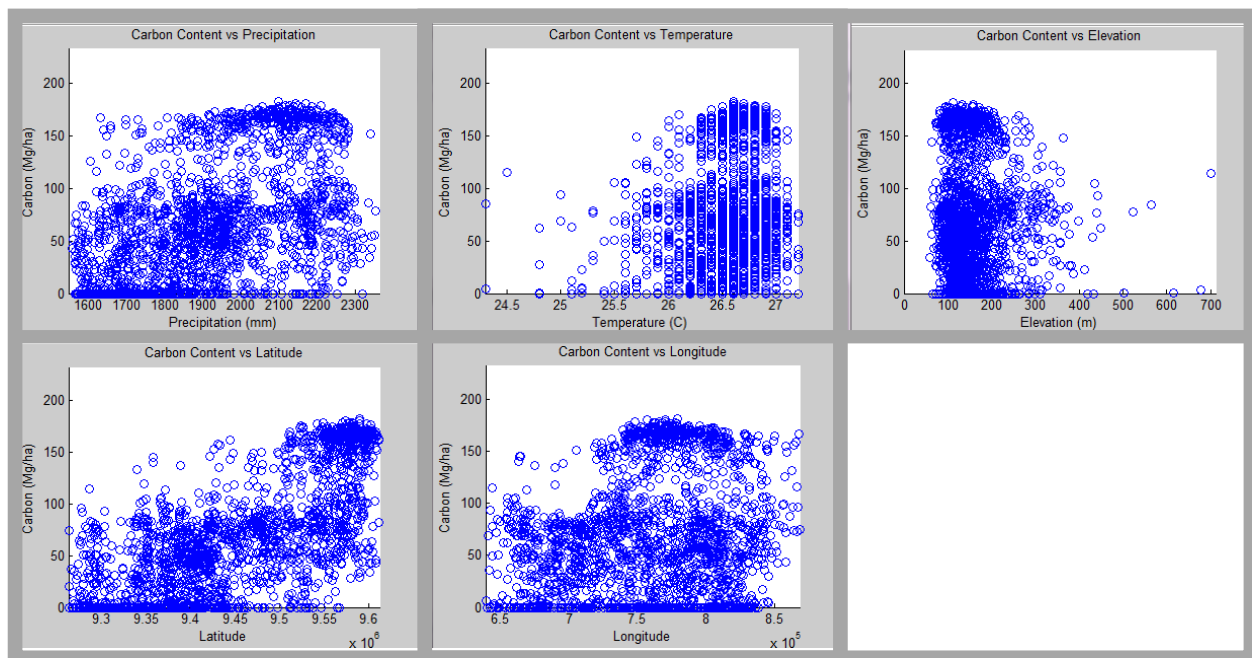 Carbon Content vs Precipitation
200
150
100
50
0
Carbon (Mg/ha)
1600 1700 1800 1900 2000 2100 2200 2300
Precipitation (mm)
Carbon Content vs Temperature
200
150
100
50
0
Carbon (Mg/ha)
24.5 25 25.5 26 26.5 27
Temperature (C)
Carbon Content vs Elevation
200
150
100
50
0
Carbon (Mg/ha)
0 100 200 300 400 500 600 700
Elevation (m)
Carbon Content vs Latitude
200
150
100
50
0
Carbon (Mg/ha)
9.3 9.35 9.4 9.45 9.5 9.55 9.6
Latitude
x 10^6
Carbon Content vs Longitude
200
150
100
50
0
Carbon (Mg/ha)
6.5 7 7.5 8 8.5
Longitude
x 10^5